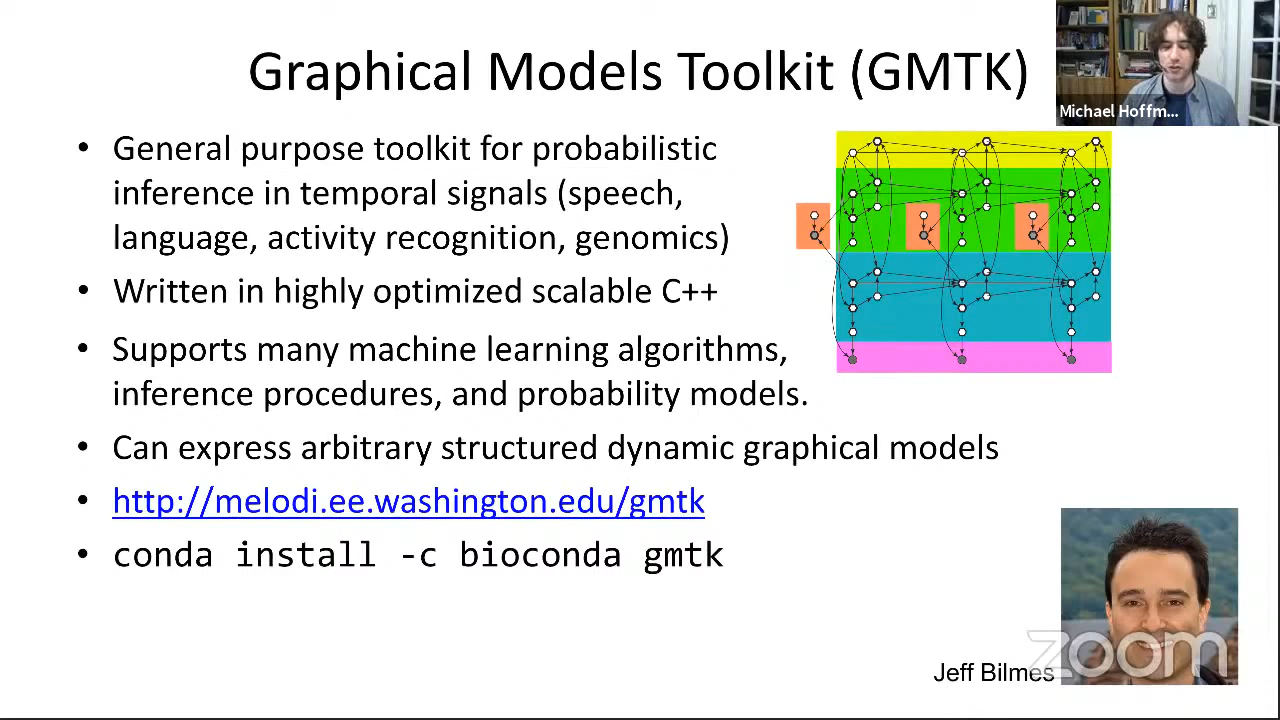 Graphical Models Toolkit (GMTK)
Michael Hoffm...
• General purpose toolkit for probabilistic
inference in temporal signals (speech,
language, activity recognition, genomics)
• Written in highly optimized scalable C++
• Supports many machine learning algorithms,
inference procedures, and probability models.
• Can express arbitrary structured dynamic graphical models
• http://melodi.ee.washington.edu/gmtk
• conda install -c bioconda gmtk
zoom
Jeff Bilmes